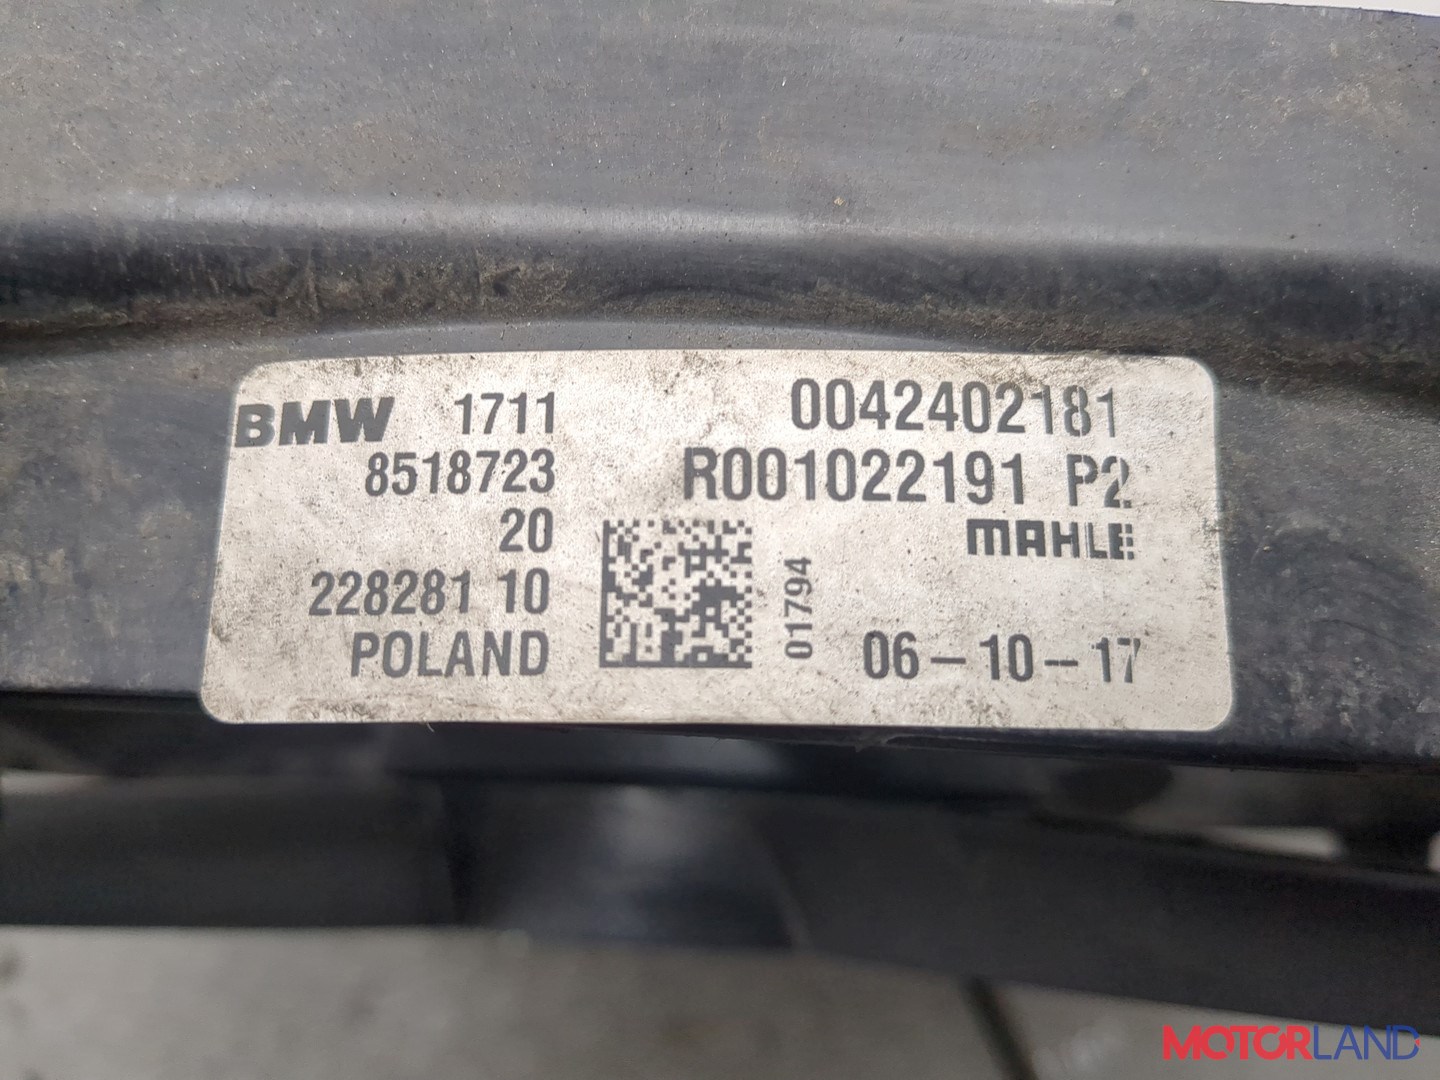 BMW 1711
8518723
20
228281 10
POLAND
0042402181
R001022191 P2
MAHLE
01794
06-10-17
MOTORLAND